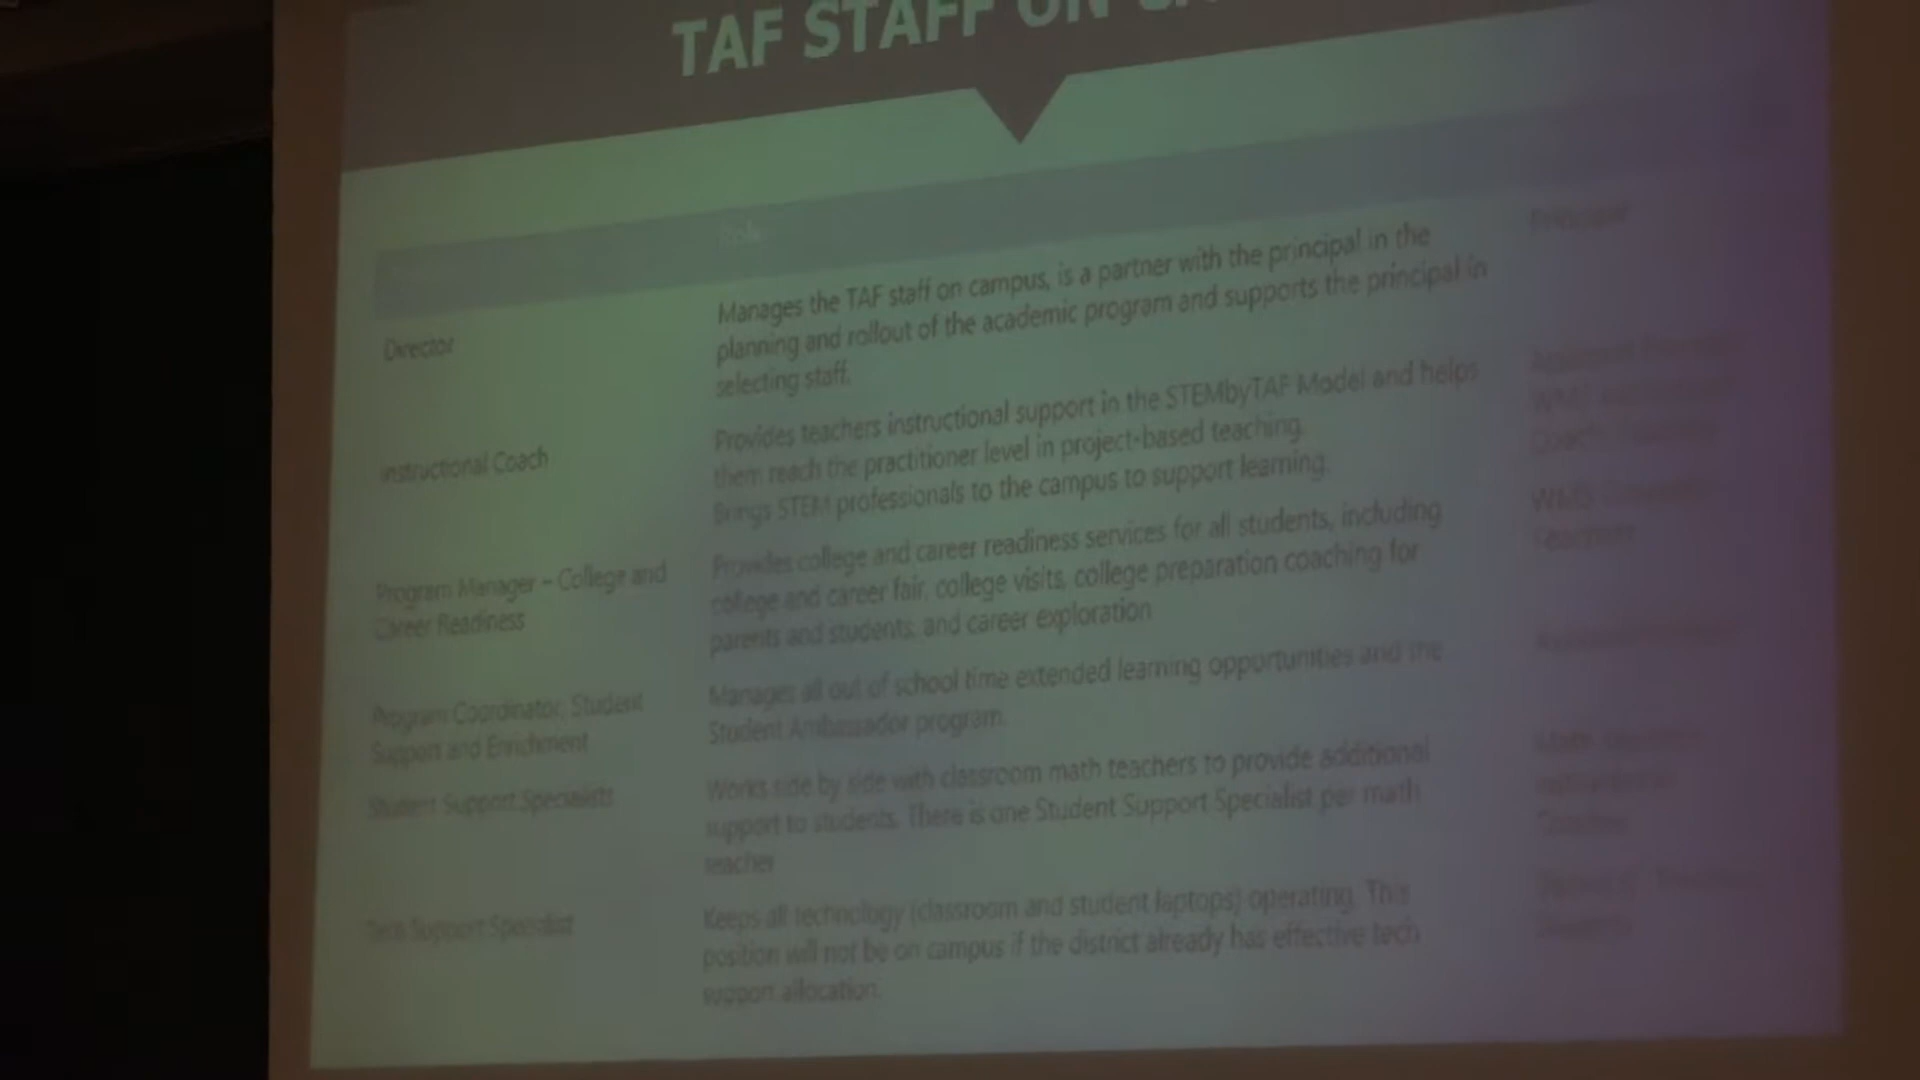 TAF STAFF ON
Role
Director
Manages the TAF staff on campus, is a partner with the principal in the
planning and rollout of the academic program and supports the principal in
selecting staff.
Principal
Instructional Coach
Provides teachers instructional support in the STEMbyTAF Model and helps
them reach the practitioner level in project-based teaching.
Brings STEM professionals to the campus to support learning.
Program Manager – College and
Career Readiness
Provides college and career readiness services for all students, including
college and career fair, college visits, college preparation coaching for
parents and students, and career exploration
WMS
Teachers
Program Coordinator, Student
Support and Enrichment
Manages all out of school time extended learning opportunities and the
Student Ambassador program.
Student Support Specialists
Works side by side with classroom math teachers to provide additional
support to students. There is one Student Support Specialist per math
teacher
Math
Tech Support Specialist
Keeps all technology (classroom and student laptops) operating. This
position will not be on campus if the district already has effective tech
support allocation.